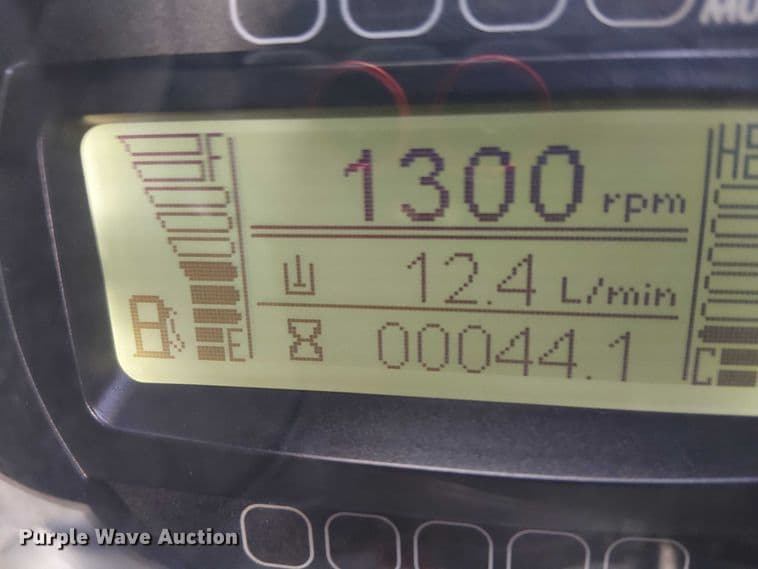 F
1300 rpm
12.4 L/min
E
00044.1
C
Purple Wave Auction